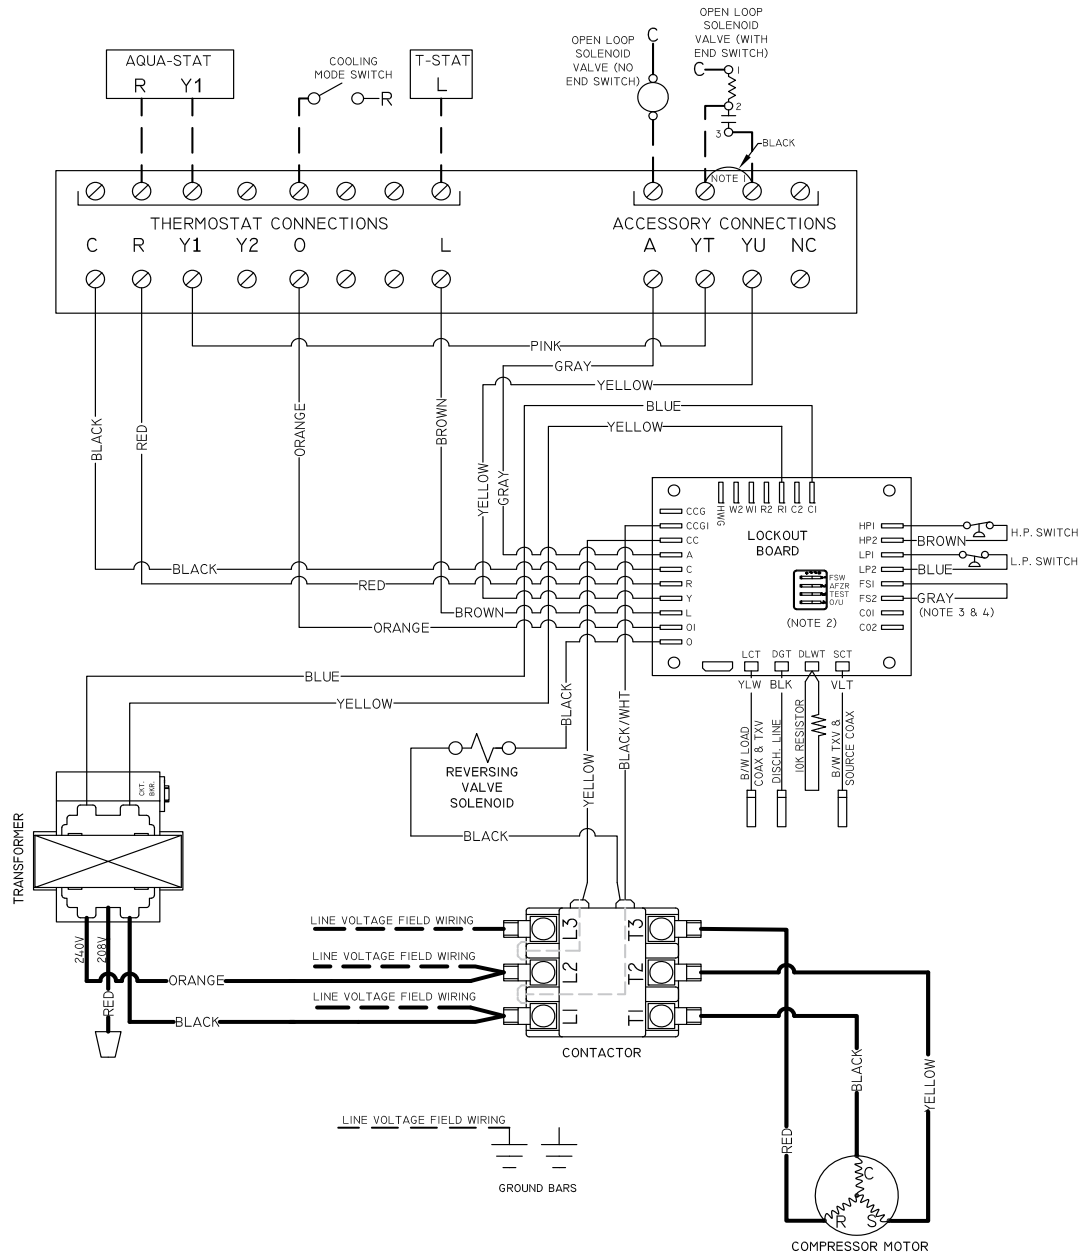 OPEN LOOP
SOLENOID
VALVE (WITH
END SWITCH)
C
1
2
3
BLACK
NOTE 1
OPEN LOOP
SOLENOID
VALVE (NO
END SWITCH)
C
AQUA-STAT
R Y1
COOLING
MODE SWITCH
R
T-STAT
L
THERMOSTAT CONNECTIONS
ACCESSORY CONNECTIONS
C R Y1 Y2 O L A YT YU NC
PINK
GRAY
YELLOW
BLUE
YELLOW
BLACK
RED
ORANGE
BROWN
YELLOW
GRAY
HWG W2 W1 R2 R1 C2 C1
LOCKOUT
BOARD
CCG
CCG1
CC
A
C
R
Y
L
O1
O
HP1
HP2
LP1
LP2
FS1
FS2
CO1
CO2
FSW
AFZR
TEST
O/U
(NOTE 2)
H.P. SWITCH
BROWN
L.P. SWITCH
BLUE
GRAY
(NOTE 3 & 4)
BLACK
RED
BROWN
ORANGE
LCT DGT DLWT SCT
YLW BLK VLT
B/W LOAD
COAX & TXV
DISCH. LINE
10K RESISTOR
B/W TXV &
SOURCE COAX
BLUE
YELLOW
BLACK
YELLOW
BLACK/WHT
REVERSING
VALVE
SOLENOID
BLACK
CKT.
BKR.
TRANSFORMER
240V
208V
RED
ORANGE
BLACK
LINE VOLTAGE FIELD WIRING
LINE VOLTAGE FIELD WIRING
LINE VOLTAGE FIELD WIRING
L3 T3
L2 T2
L1 T1
CONTACTOR
BLACK
YELLOW
RED
LINE VOLTAGE FIELD WIRING
GROUND BARS
C
R S
COMPRESSOR MOTOR